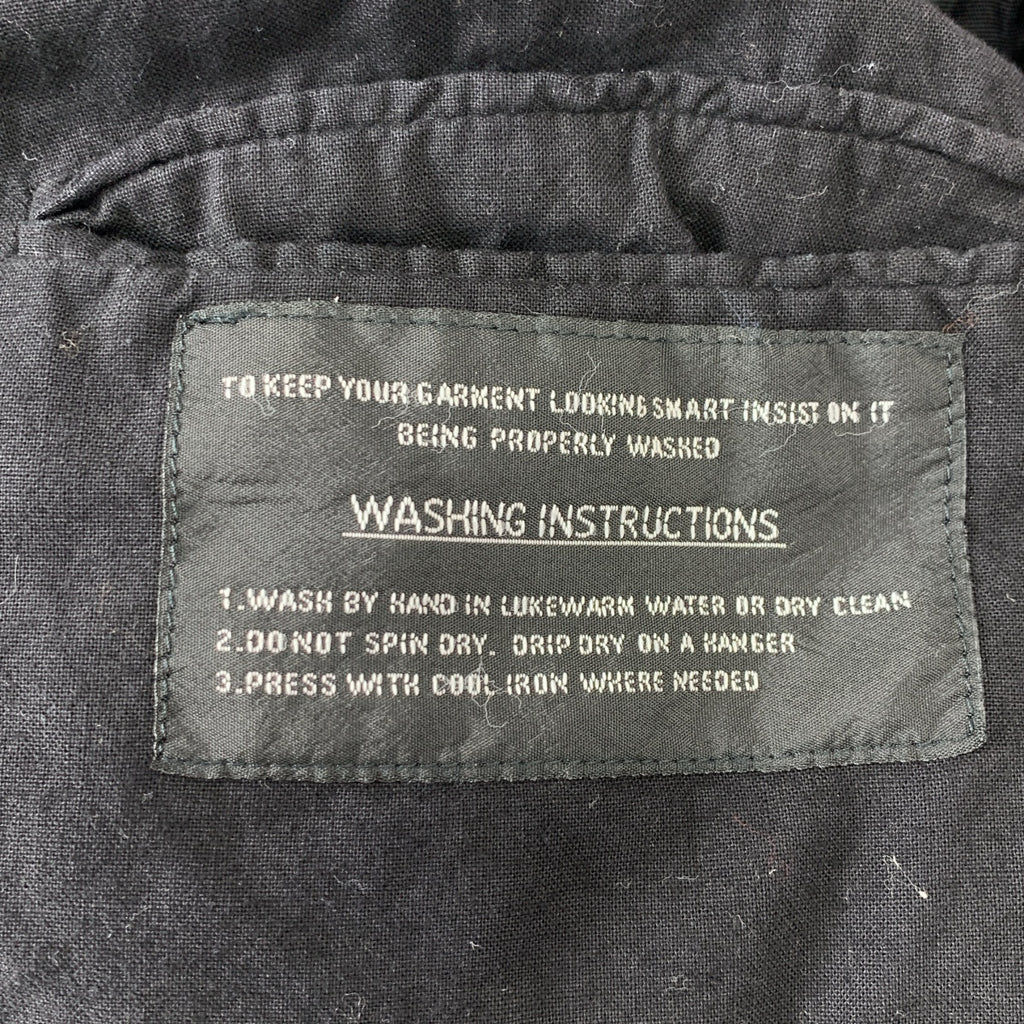 TO KEEP YOUR GARMENT LOOKING SMART INSIST ON IT
BEING PROPERLY WASHED
WASHING INSTRUCTIONS
1.WASH BY HAND IN LUKEWARM WATER OR DRY CLEAN
2.DO NOT SPIN DRY. DRIP DRY ON A HANGER
3.PRESS WITH COOL IRON WHERE NEEDED